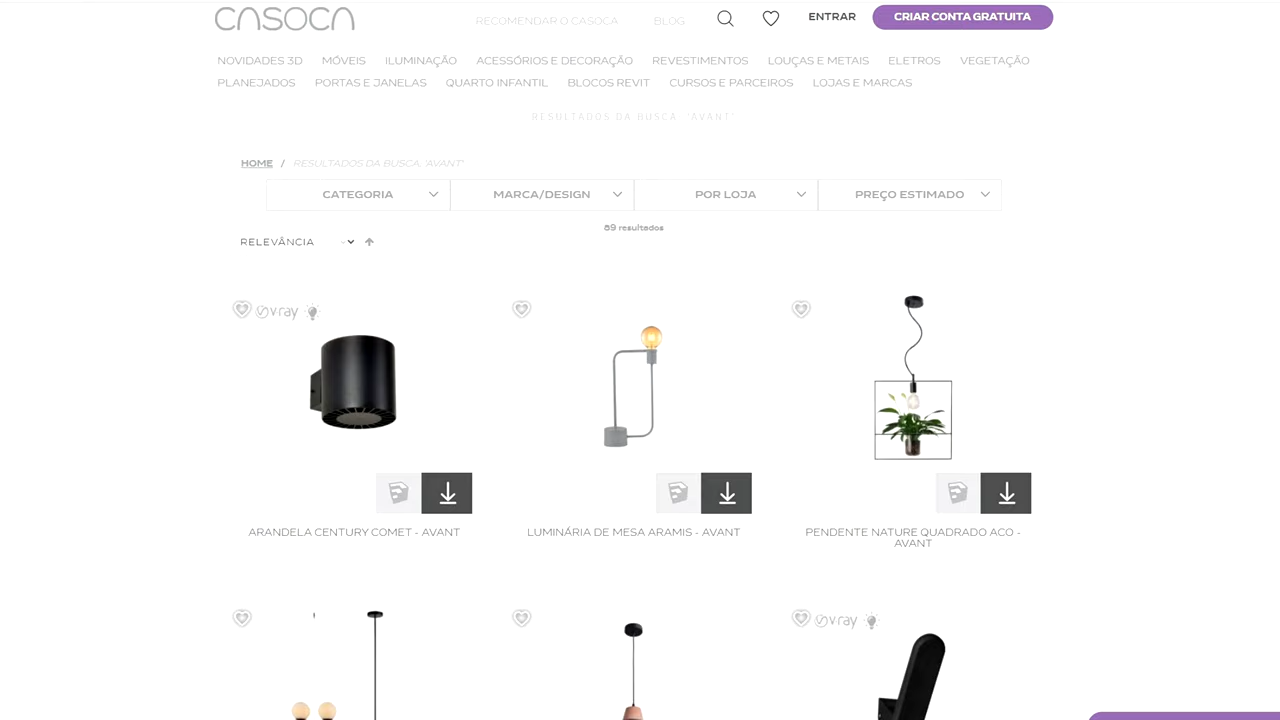 CASOCA
RECOMENDAR O CASOCA BLOG ENTRAR CRIAR CONTA GRATUITA
NOVIDADES 3D MÓVEIS ILUMINAÇÃO ACESSÓRIOS E DECORAÇÃO REVESTIMENTOS LOUÇAS E METAIS ELETROS VEGETAÇÃO
PLANEJADOS PORTAS E JANELAS QUARTO INFANTIL BLOCOS REVIT CURSOS E PARCEIROS LOJAS E MARCAS
RESULTADOS DA BUSCA: 'AVANT'
HOME / RESULTADOS DA BUSCA: 'AVANT'
CATEGORIA MARCA/DESIGN POR LOJA PREÇO ESTIMADO
89 resultados
RELEVÂNCIA
v·ray
ARANDELA CENTURY COMET - AVANT
LUMINÁRIA DE MESA ARAMIS - AVANT
PENDENTE NATURE QUADRADO ACO -
AVANT
v·ray